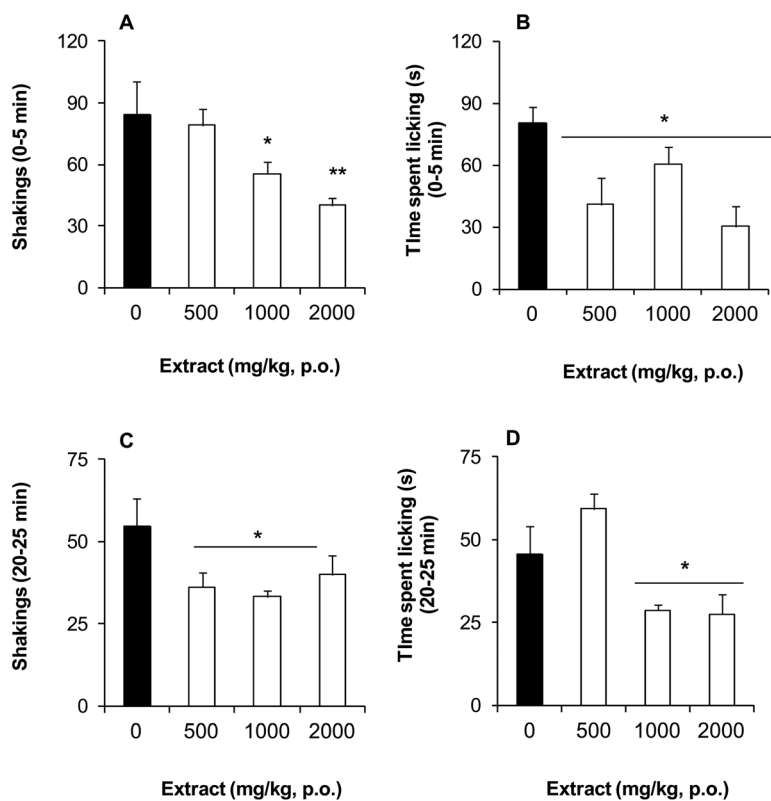 A
Shakings (0-5 min)
120
90
60
30
0
*
**
0 500 1000 2000
Extract (mg/kg, p.o.)
B
TIme spent licking (s)
(0-5 min)
120
90
60
30
0
*
0 500 1000 2000
Extract (mg/kg, p.o.)
C
Shakings (20-25 min)
75
50
25
0
*
0 500 1000 2000
Extract (mg/kg, p.o.)
D
TIme spent licking (s)
(20-25 min)
75
50
25
0
*
0 500 1000 2000
Extract (mg/kg, p.o.)